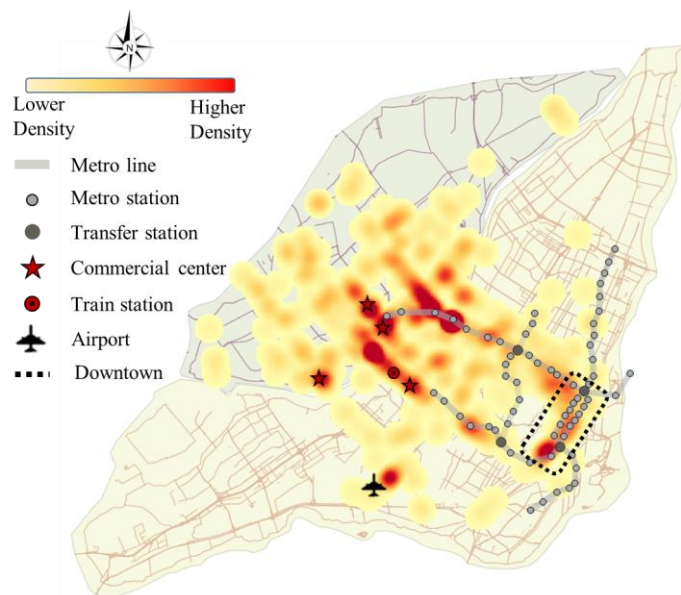 N
Lower
Density
Higher
Density
Metro line
Metro station
Transfer station
Commercial center
Train station
Airport
Downtown